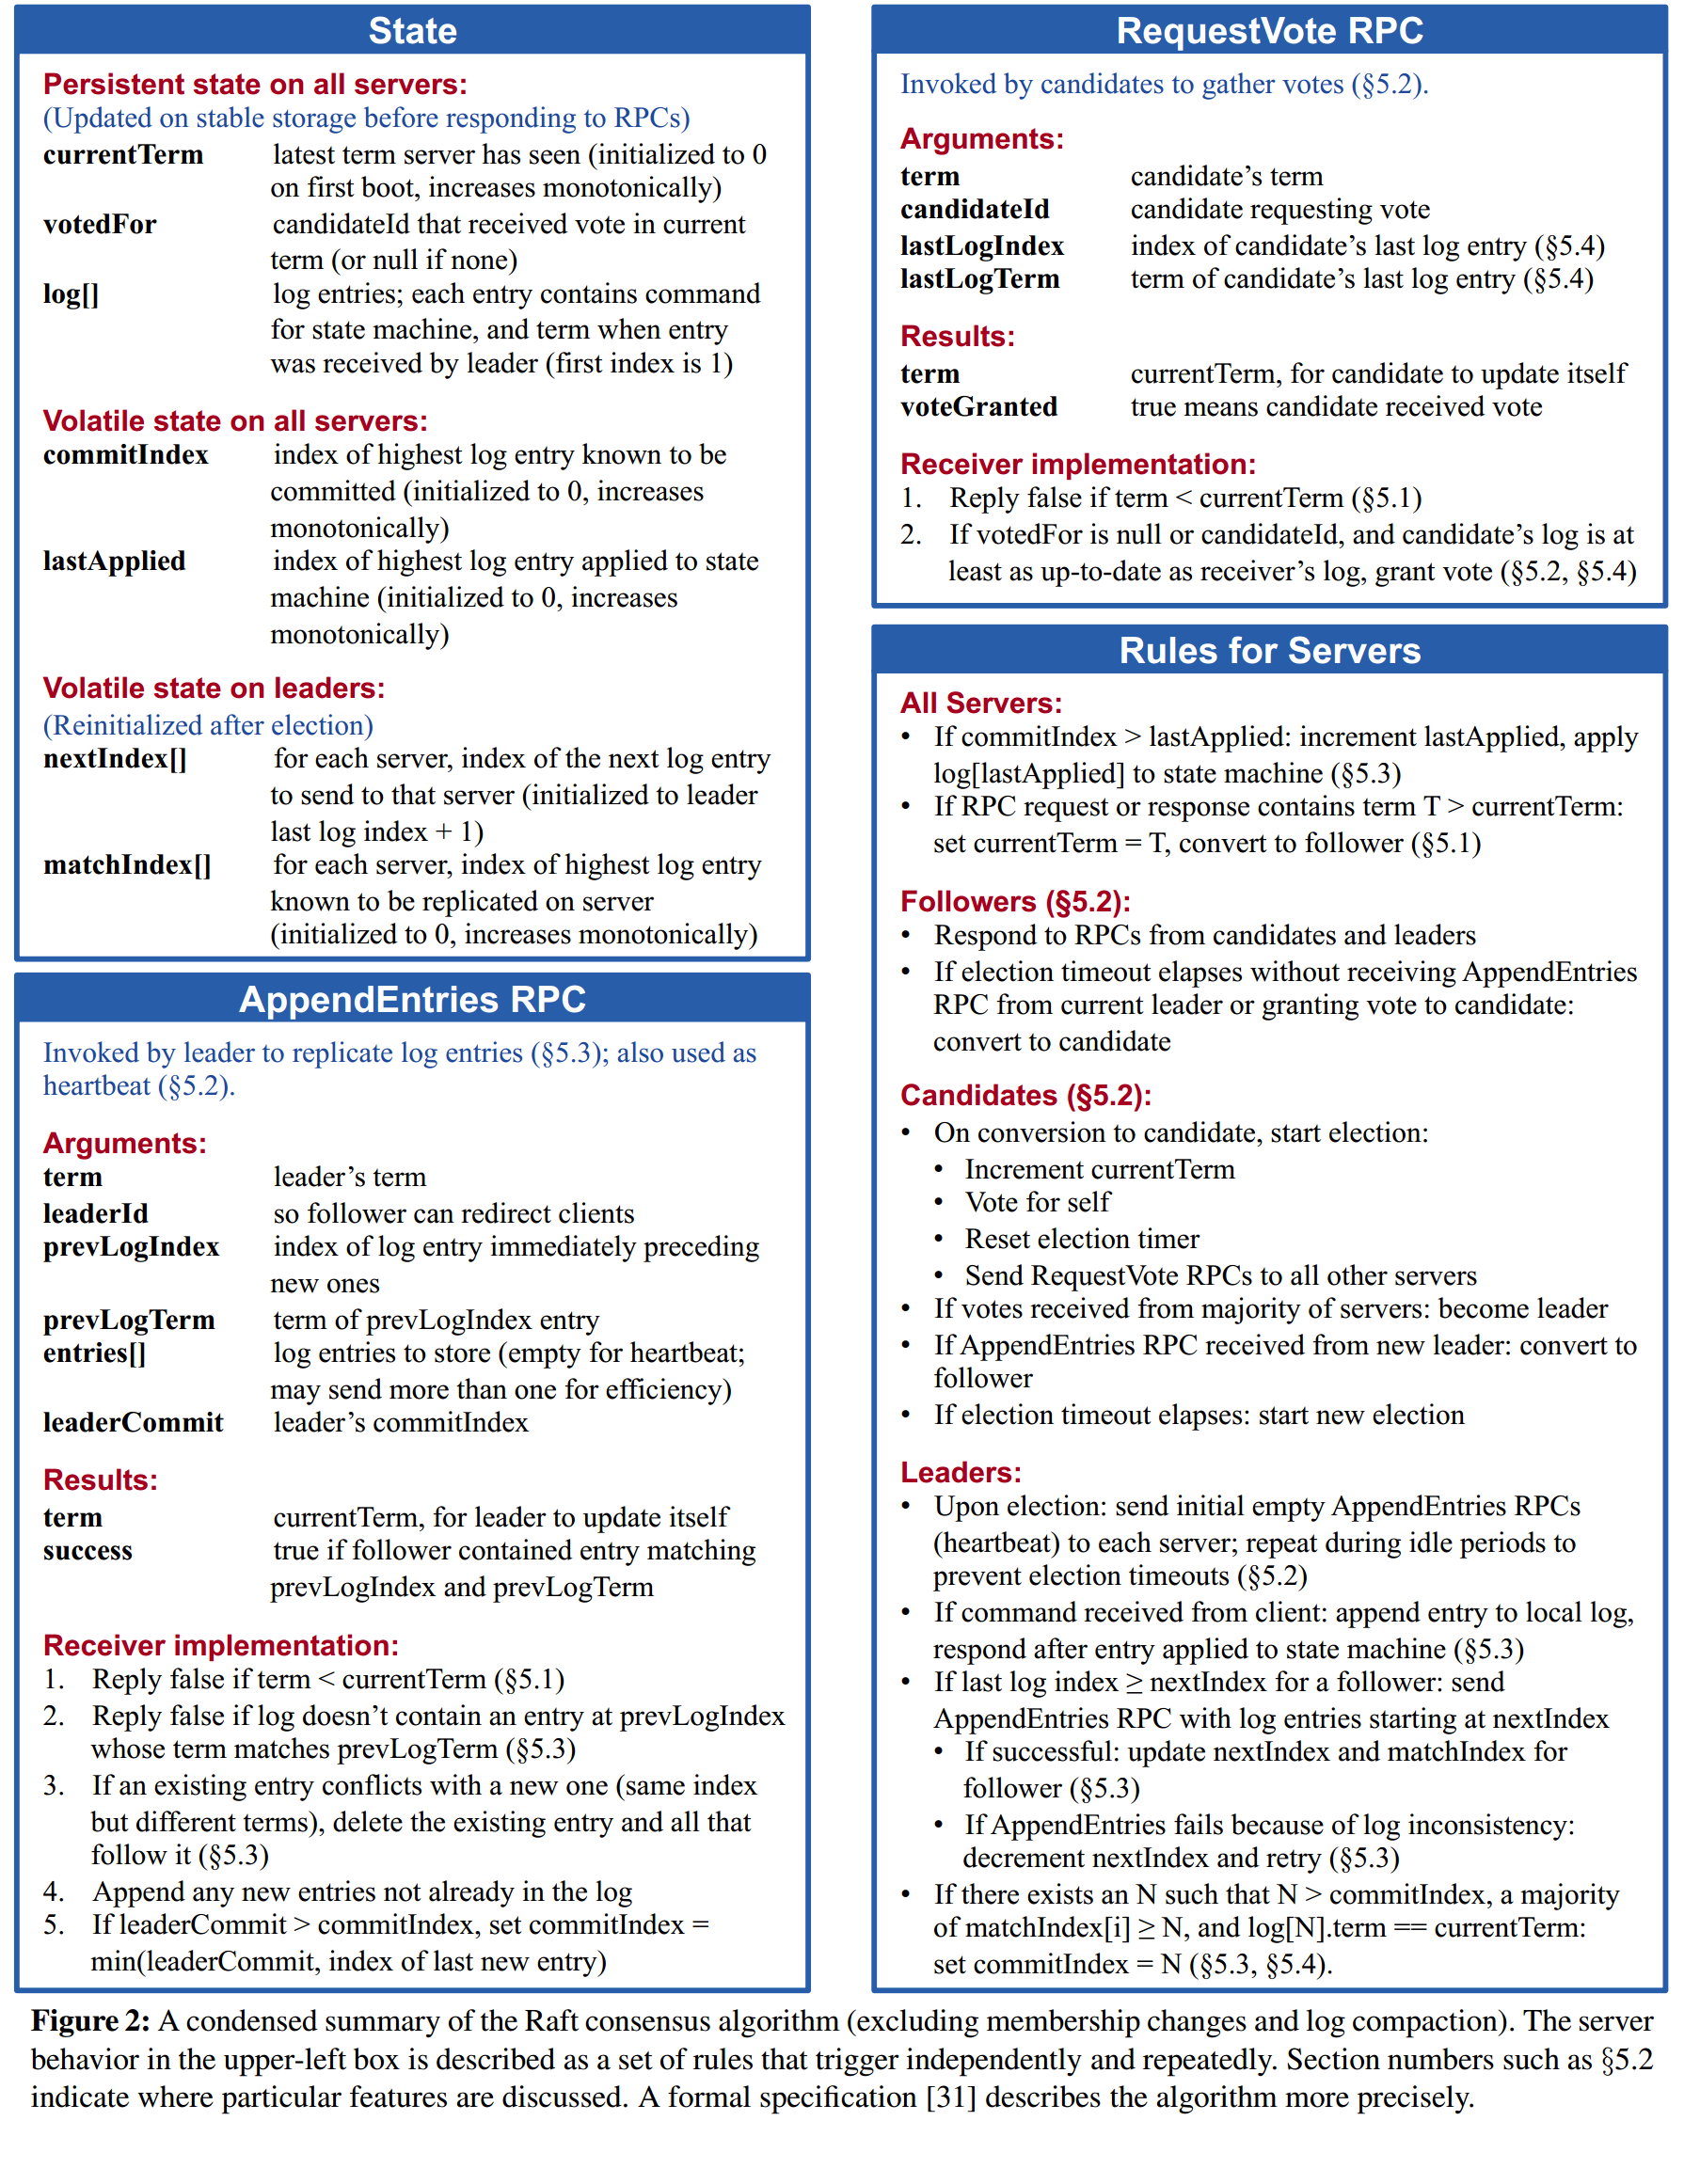 State
Persistent state on all servers:
(Updated on stable storage before responding to RPCs)
currentTerm latest term server has seen (initialized to 0
on first boot, increases monotonically)
votedFor candidateId that received vote in current
term (or null if none)
log[] log entries; each entry contains command
for state machine, and term when entry
was received by leader (first index is 1)
Volatile state on all servers:
commitIndex index of highest log entry known to be
committed (initialized to 0, increases
monotonically)
lastApplied index of highest log entry applied to state
machine (initialized to 0, increases
monotonically)
Volatile state on leaders:
(Reinitialized after election)
nextIndex[] for each server, index of the next log entry
to send to that server (initialized to leader
last log index + 1)
matchIndex[] for each server, index of highest log entry
known to be replicated on server
(initialized to 0, increases monotonically)
AppendEntries RPC
Invoked by leader to replicate log entries (§5.3); also used as
heartbeat (§5.2).
Arguments:
term leader’s term
leaderId so follower can redirect clients
prevLogIndex index of log entry immediately preceding
new ones
prevLogTerm term of prevLogIndex entry
entries[] log entries to store (empty for heartbeat;
may send more than one for efficiency)
leaderCommit leader’s commitIndex
Results:
term currentTerm, for leader to update itself
success true if follower contained entry matching
prevLogIndex and prevLogTerm
Receiver implementation:
1. Reply false if term < currentTerm (§5.1)
2. Reply false if log doesn’t contain an entry at prevLogIndex
whose term matches prevLogTerm (§5.3)
3. If an existing entry conflicts with a new one (same index
but different terms), delete the existing entry and all that
follow it (§5.3)
4. Append any new entries not already in the log
5. If leaderCommit > commitIndex, set commitIndex =
min(leaderCommit, index of last new entry)
RequestVote RPC
Invoked by candidates to gather votes (§5.2).
Arguments:
term candidate’s term
candidateId candidate requesting vote
lastLogIndex index of candidate’s last log entry (§5.4)
lastLogTerm term of candidate’s last log entry (§5.4)
Results:
term currentTerm, for candidate to update itself
voteGranted true means candidate received vote
Receiver implementation:
1. Reply false if term < currentTerm (§5.1)
2. If votedFor is null or candidateId, and candidate’s log is at
least as up-to-date as receiver’s log, grant vote (§5.2, §5.4)
Rules for Servers
All Servers:
• If commitIndex > lastApplied: increment lastApplied, apply
log[lastApplied] to state machine (§5.3)
• If RPC request or response contains term T > currentTerm:
set currentTerm = T, convert to follower (§5.1)
Followers (§5.2):
• Respond to RPCs from candidates and leaders
• If election timeout elapses without receiving AppendEntries
RPC from current leader or granting vote to candidate:
convert to candidate
Candidates (§5.2):
• On conversion to candidate, start election:
• Increment currentTerm
• Vote for self
• Reset election timer
• Send RequestVote RPCs to all other servers
• If votes received from majority of servers: become leader
• If AppendEntries RPC received from new leader: convert to
follower
• If election timeout elapses: start new election
Leaders:
• Upon election: send initial empty AppendEntries RPCs
(heartbeat) to each server; repeat during idle periods to
prevent election timeouts (§5.2)
• If command received from client: append entry to local log,
respond after entry applied to state machine (§5.3)
• If last log index ≥ nextIndex for a follower: send
AppendEntries RPC with log entries starting at nextIndex
• If successful: update nextIndex and matchIndex for
follower (§5.3)
• If AppendEntries fails because of log inconsistency:
decrement nextIndex and retry (§5.3)
• If there exists an N such that N > commitIndex, a majority
of matchIndex[i] ≥ N, and log[N].term == currentTerm:
set commitIndex = N (§5.3, §5.4).
Figure 2: A condensed summary of the Raft consensus algorithm (excluding membership changes and log compaction). The server
behavior in the upper-left box is described as a set of rules that trigger independently and repeatedly. Section numbers such as §5.2
indicate where particular features are discussed. A formal specification [31] describes the algorithm more precisely.